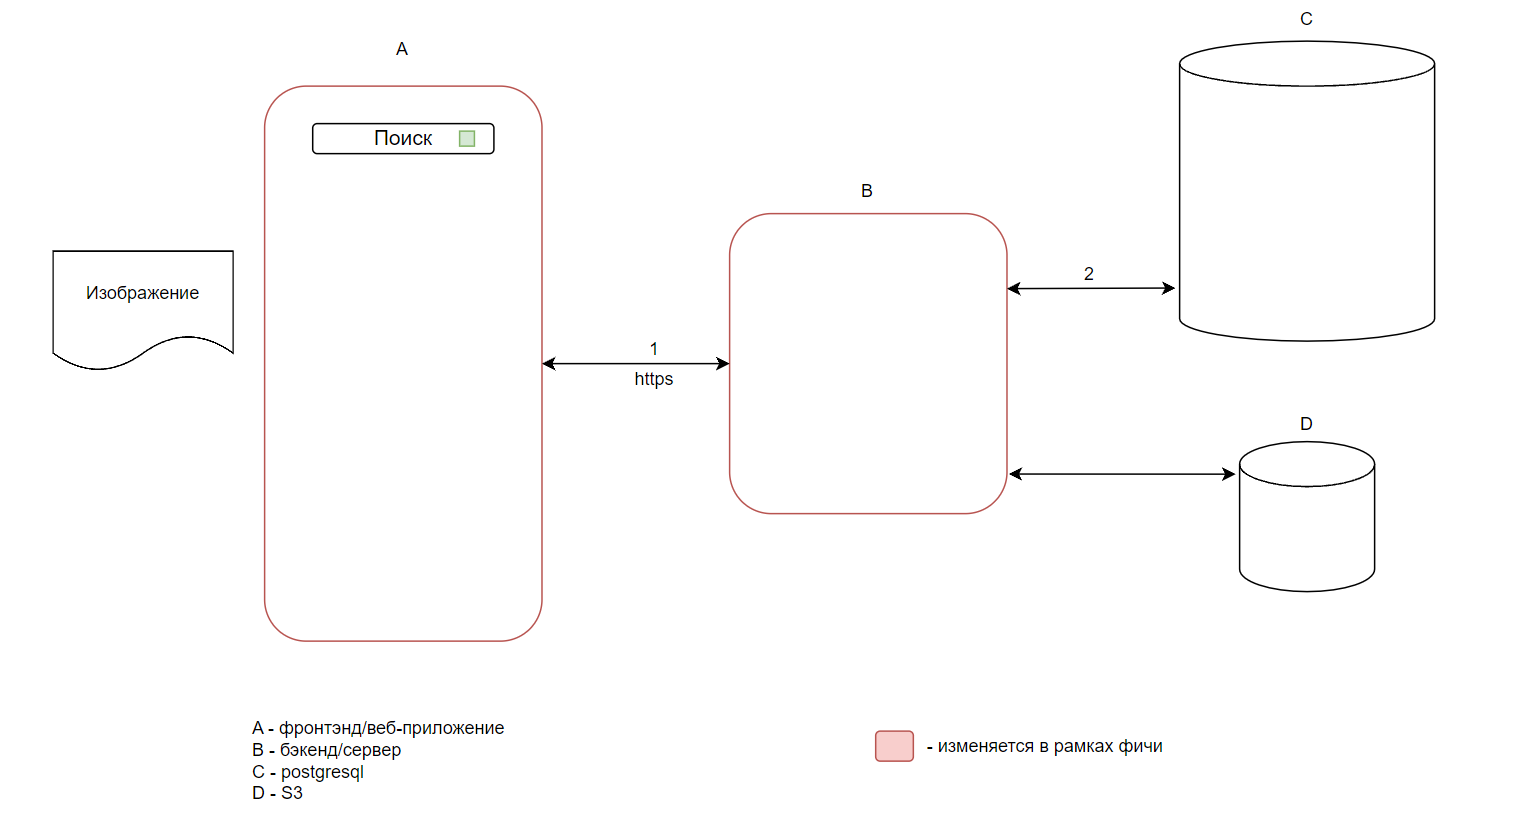 A
C
Поиск
B
2
Изображение
1
https
D
A - фронтэнд/веб-приложение
B - бэкенд/сервер
C - postgresql
D - S3
- изменяется в рамках фичи